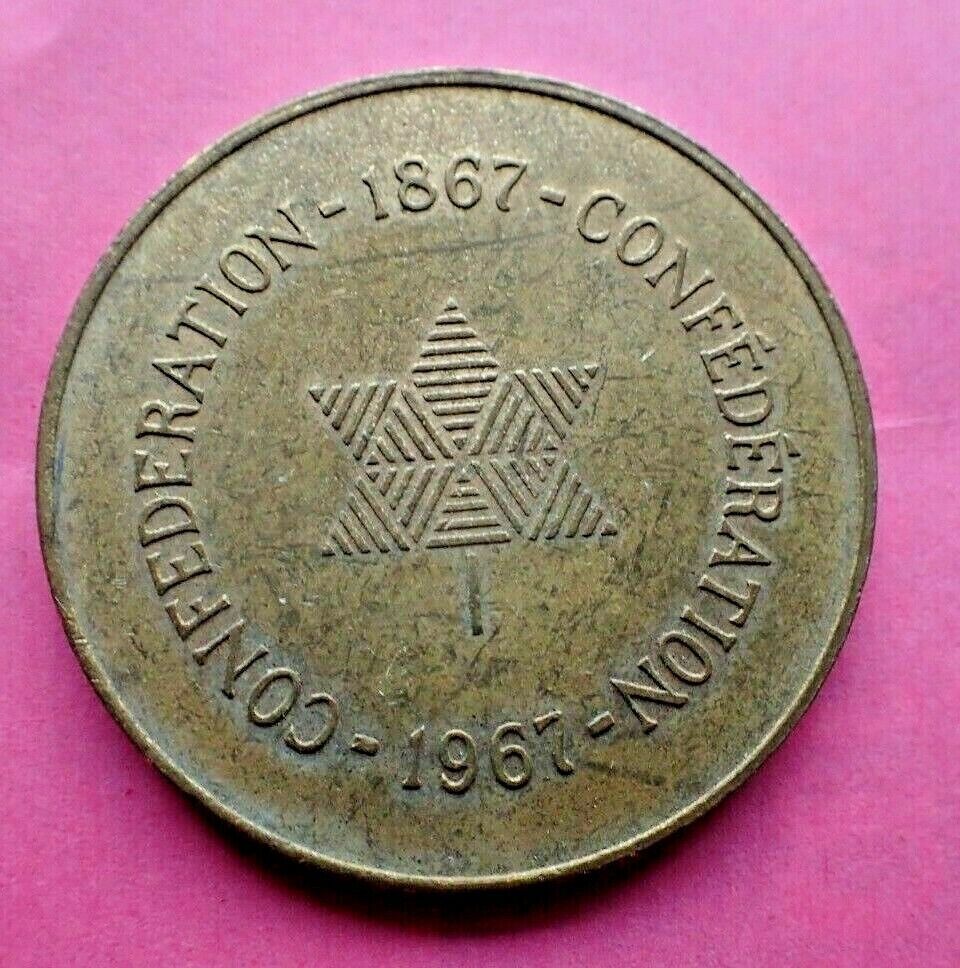 CONFEDERATION - 1867 - CONFÉDÉRATION - 1967 -